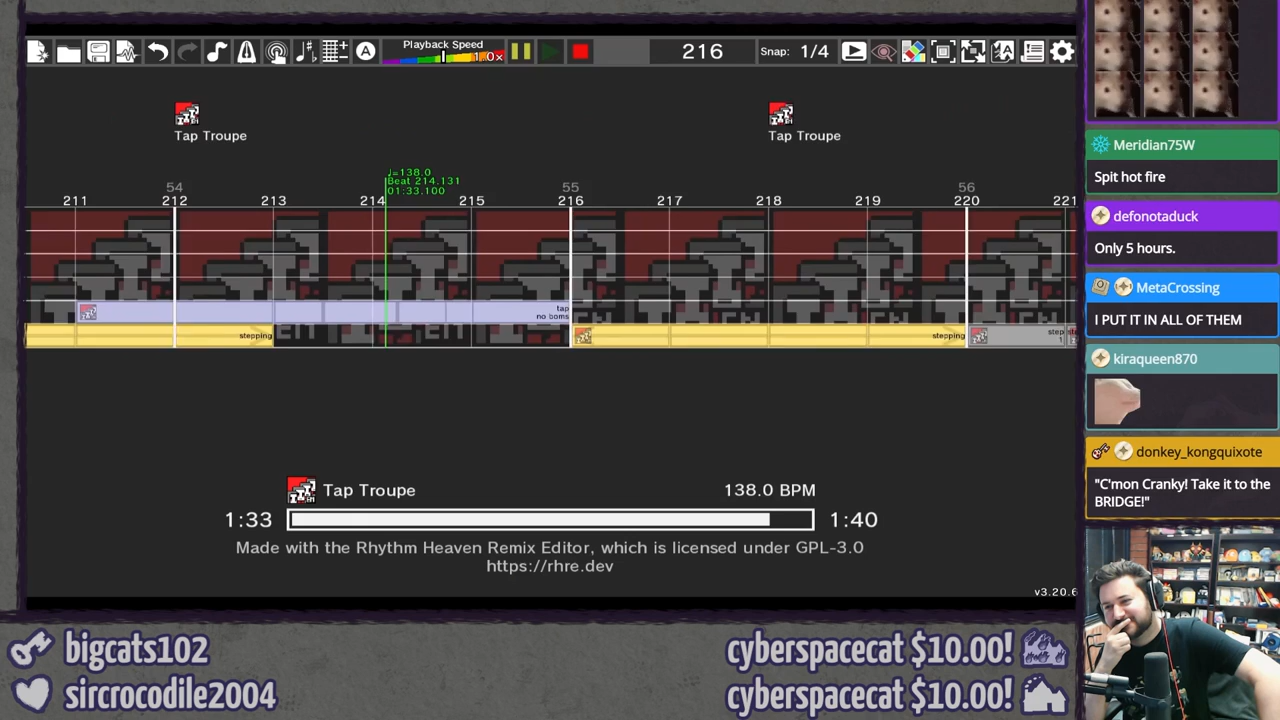 Playback Speed
1.0x
216
Snap: 1/4
Tap Troupe
Tap Troupe
♩=138.0
Beat 214.131
01:33.100
54
55
56
211
212
213
214
215
216
217
218
219
220
221
tap
no boms
stepping
stepping
step
1
Tap Troupe
138.0 BPM
1:33
1:40
Made with the Rhythm Heaven Remix Editor, which is licensed under GPL-3.0
https://rhre.dev
v3.20.6
Meridian75W
Spit hot fire
defonotaduck
Only 5 hours.
MetaCrossing
I PUT IT IN ALL OF THEM
kiraqueen870
donkey_kongquixote
"C'mon Cranky! Take it to the
BRIDGE!"
bigcats102
cyberspacecat $10.00!
sircrocodile2004
cyberspacecat $10.00!